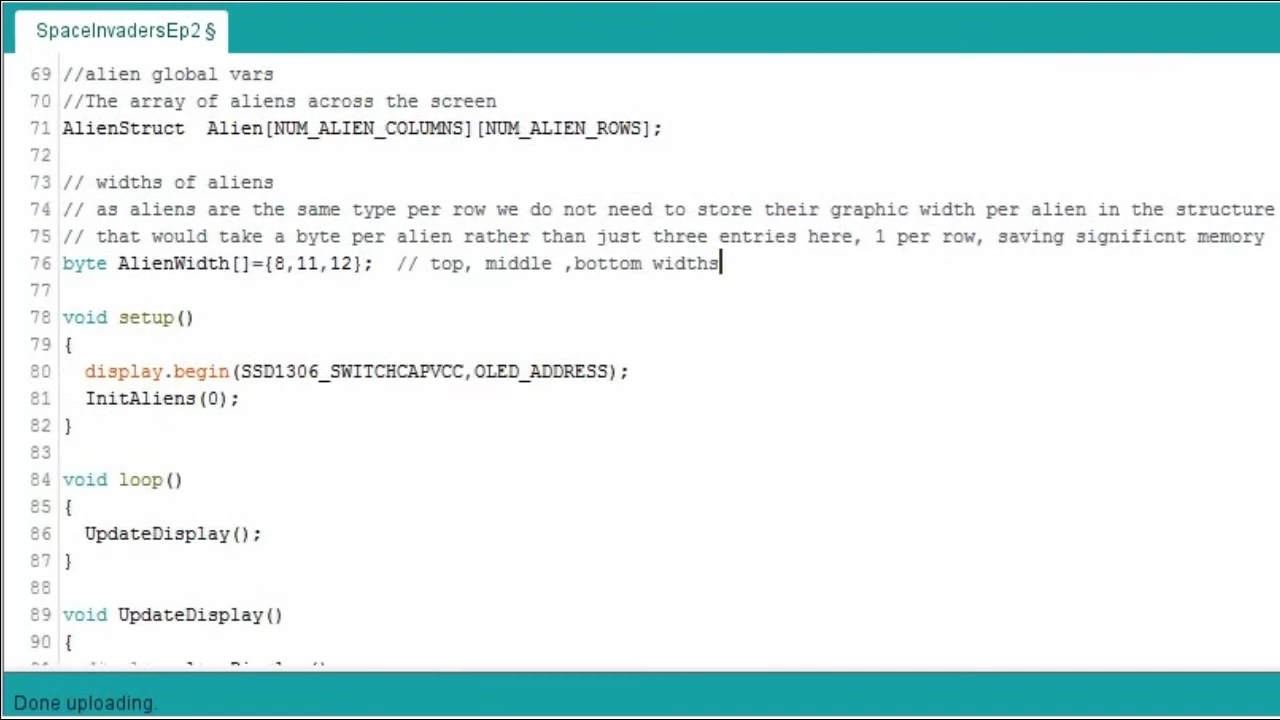 SpaceInvadersEp2 §
69 //alien global vars
70 //The array of aliens across the screen
71 AlienStruct  Alien[NUM_ALIEN_COLUMNS][NUM_ALIEN_ROWS];
72
73 // widths of aliens
74 // as aliens are the same type per row we do not need to store their graphic width per alien in the structure
75 // that would take a byte per alien rather than just three entries here, 1 per row, saving significnt memory
76 byte AlienWidth[]={8,11,12};  // top, middle ,bottom widths
77
78 void setup()
79 {
80   display.begin(SSD1306_SWITCHCAPVCC,OLED_ADDRESS);
81   InitAliens(0);
82 }
83
84 void loop()
85 {
86   UpdateDisplay();
87 }
88
89 void UpdateDisplay()
90 {
Done uploading.